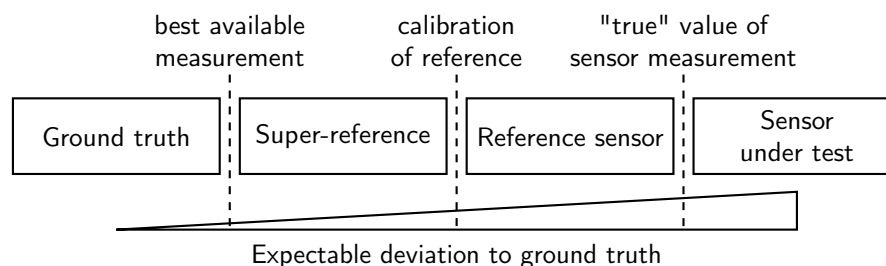 best available
measurement
calibration
of reference
"true" value of
sensor measurement
Ground truth
Super-reference
Reference sensor
Sensor
under test
Expectable deviation to ground truth